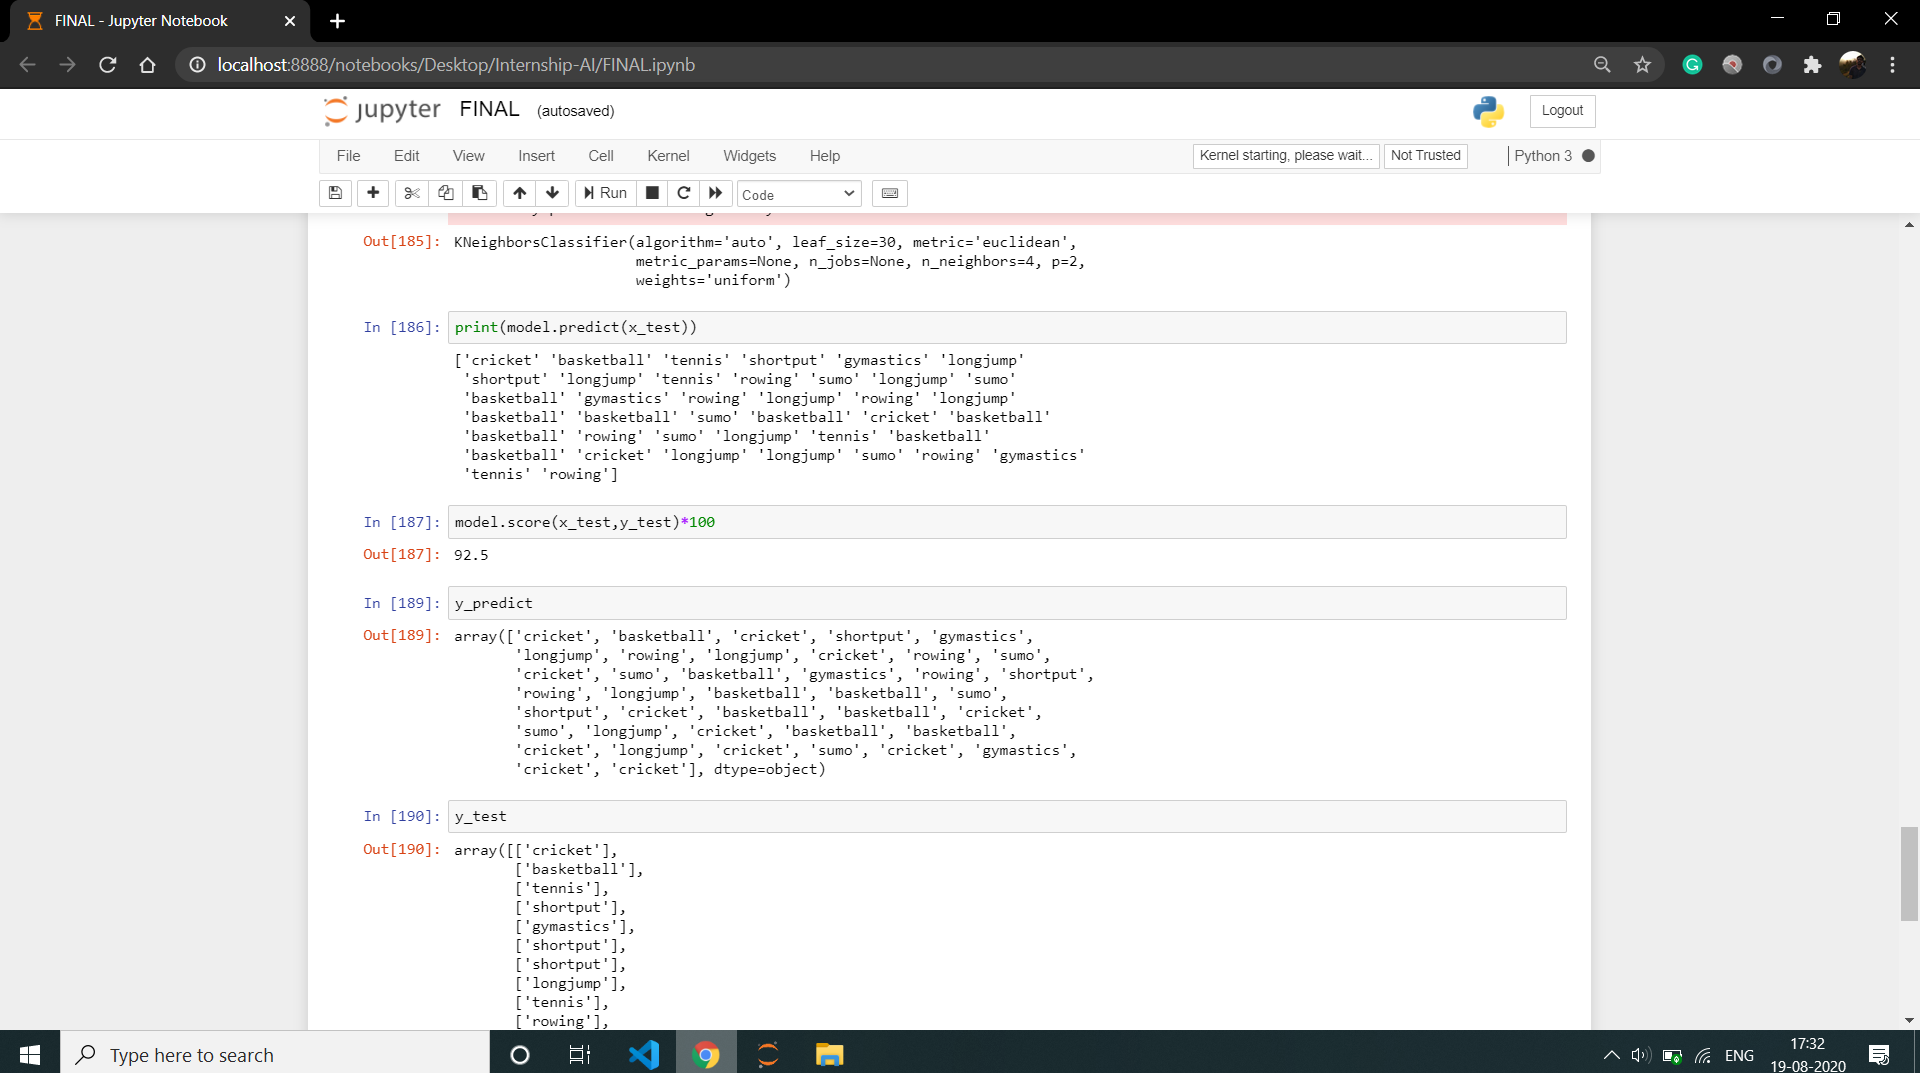 FINAL - Jupyter Notebook
localhost:8888/notebooks/Desktop/Internship-AI/FINAL.ipynb
jupyter FINAL (autosaved)
Logout
File Edit View Insert Cell Kernel Widgets Help
Kernel starting, please wait... Not Trusted Python 3
Run Code
Out[185]: KNeighborsClassifier(algorithm='auto', leaf_size=30, metric='euclidean',
metric_params=None, n_jobs=None, n_neighbors=4, p=2,
weights='uniform')
In [186]: print(model.predict(x_test))
['cricket' 'basketball' 'tennis' 'shortput' 'gymastics' 'longjump'
'shortput' 'longjump' 'tennis' 'rowing' 'sumo' 'longjump' 'sumo'
'basketball' 'gymastics' 'rowing' 'longjump' 'rowing' 'longjump'
'basketball' 'basketball' 'sumo' 'basketball' 'cricket' 'basketball'
'basketball' 'rowing' 'sumo' 'longjump' 'tennis' 'basketball'
'basketball' 'cricket' 'longjump' 'longjump' 'sumo' 'rowing' 'gymastics'
'tennis' 'rowing']
In [187]: model.score(x_test,y_test)*100
Out[187]: 92.5
In [189]: y_predict
Out[189]: array(['cricket', 'basketball', 'cricket', 'shortput', 'gymastics',
'longjump', 'rowing', 'longjump', 'cricket', 'rowing', 'sumo',
'cricket', 'sumo', 'basketball', 'gymastics', 'rowing', 'shortput',
'rowing', 'longjump', 'basketball', 'basketball', 'sumo',
'shortput', 'cricket', 'basketball', 'basketball', 'cricket',
'sumo', 'longjump', 'cricket', 'basketball', 'basketball',
'cricket', 'longjump', 'cricket', 'sumo', 'cricket', 'gymastics',
'cricket', 'cricket'], dtype=object)
In [190]: y_test
Out[190]: array([['cricket'],
['basketball'],
['tennis'],
['shortput'],
['gymastics'],
['shortput'],
['shortput'],
['longjump'],
['tennis'],
['rowing'],
Type here to search
ENG
17:32
19-08-2020